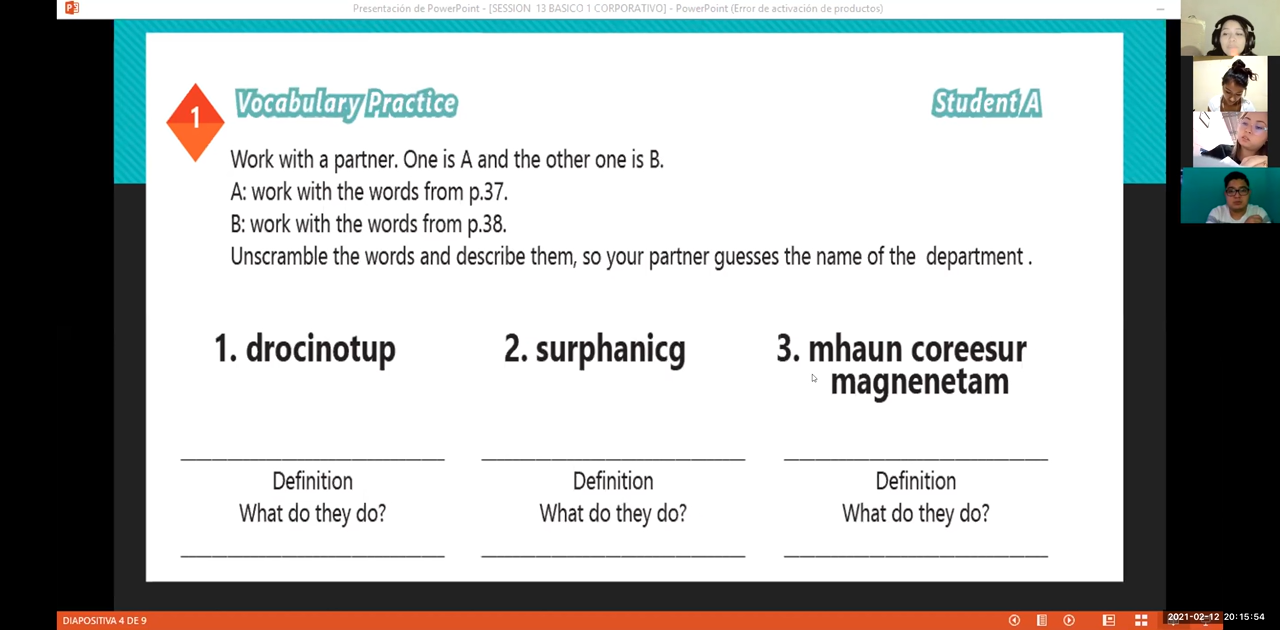 Presentación de PowerPoint - [SESSION 13 BASICO 1 CORPORATIVO] - PowerPoint (Error de activación de productos)
1
Vocabulary Practice
Student A
Work with a partner. One is A and the other one is B.
A: work with the words from p.37.
B: work with the words from p.38.
Unscramble the words and describe them, so your partner guesses the name of the department .
1. drocinotup
2. surphanicg
3. mhaun coreesur
magnenetam
Definition
What do they do?
Definition
What do they do?
Definition
What do they do?
DIAPOSITIVA 4 DE 9
2021-02-12 20:15:54